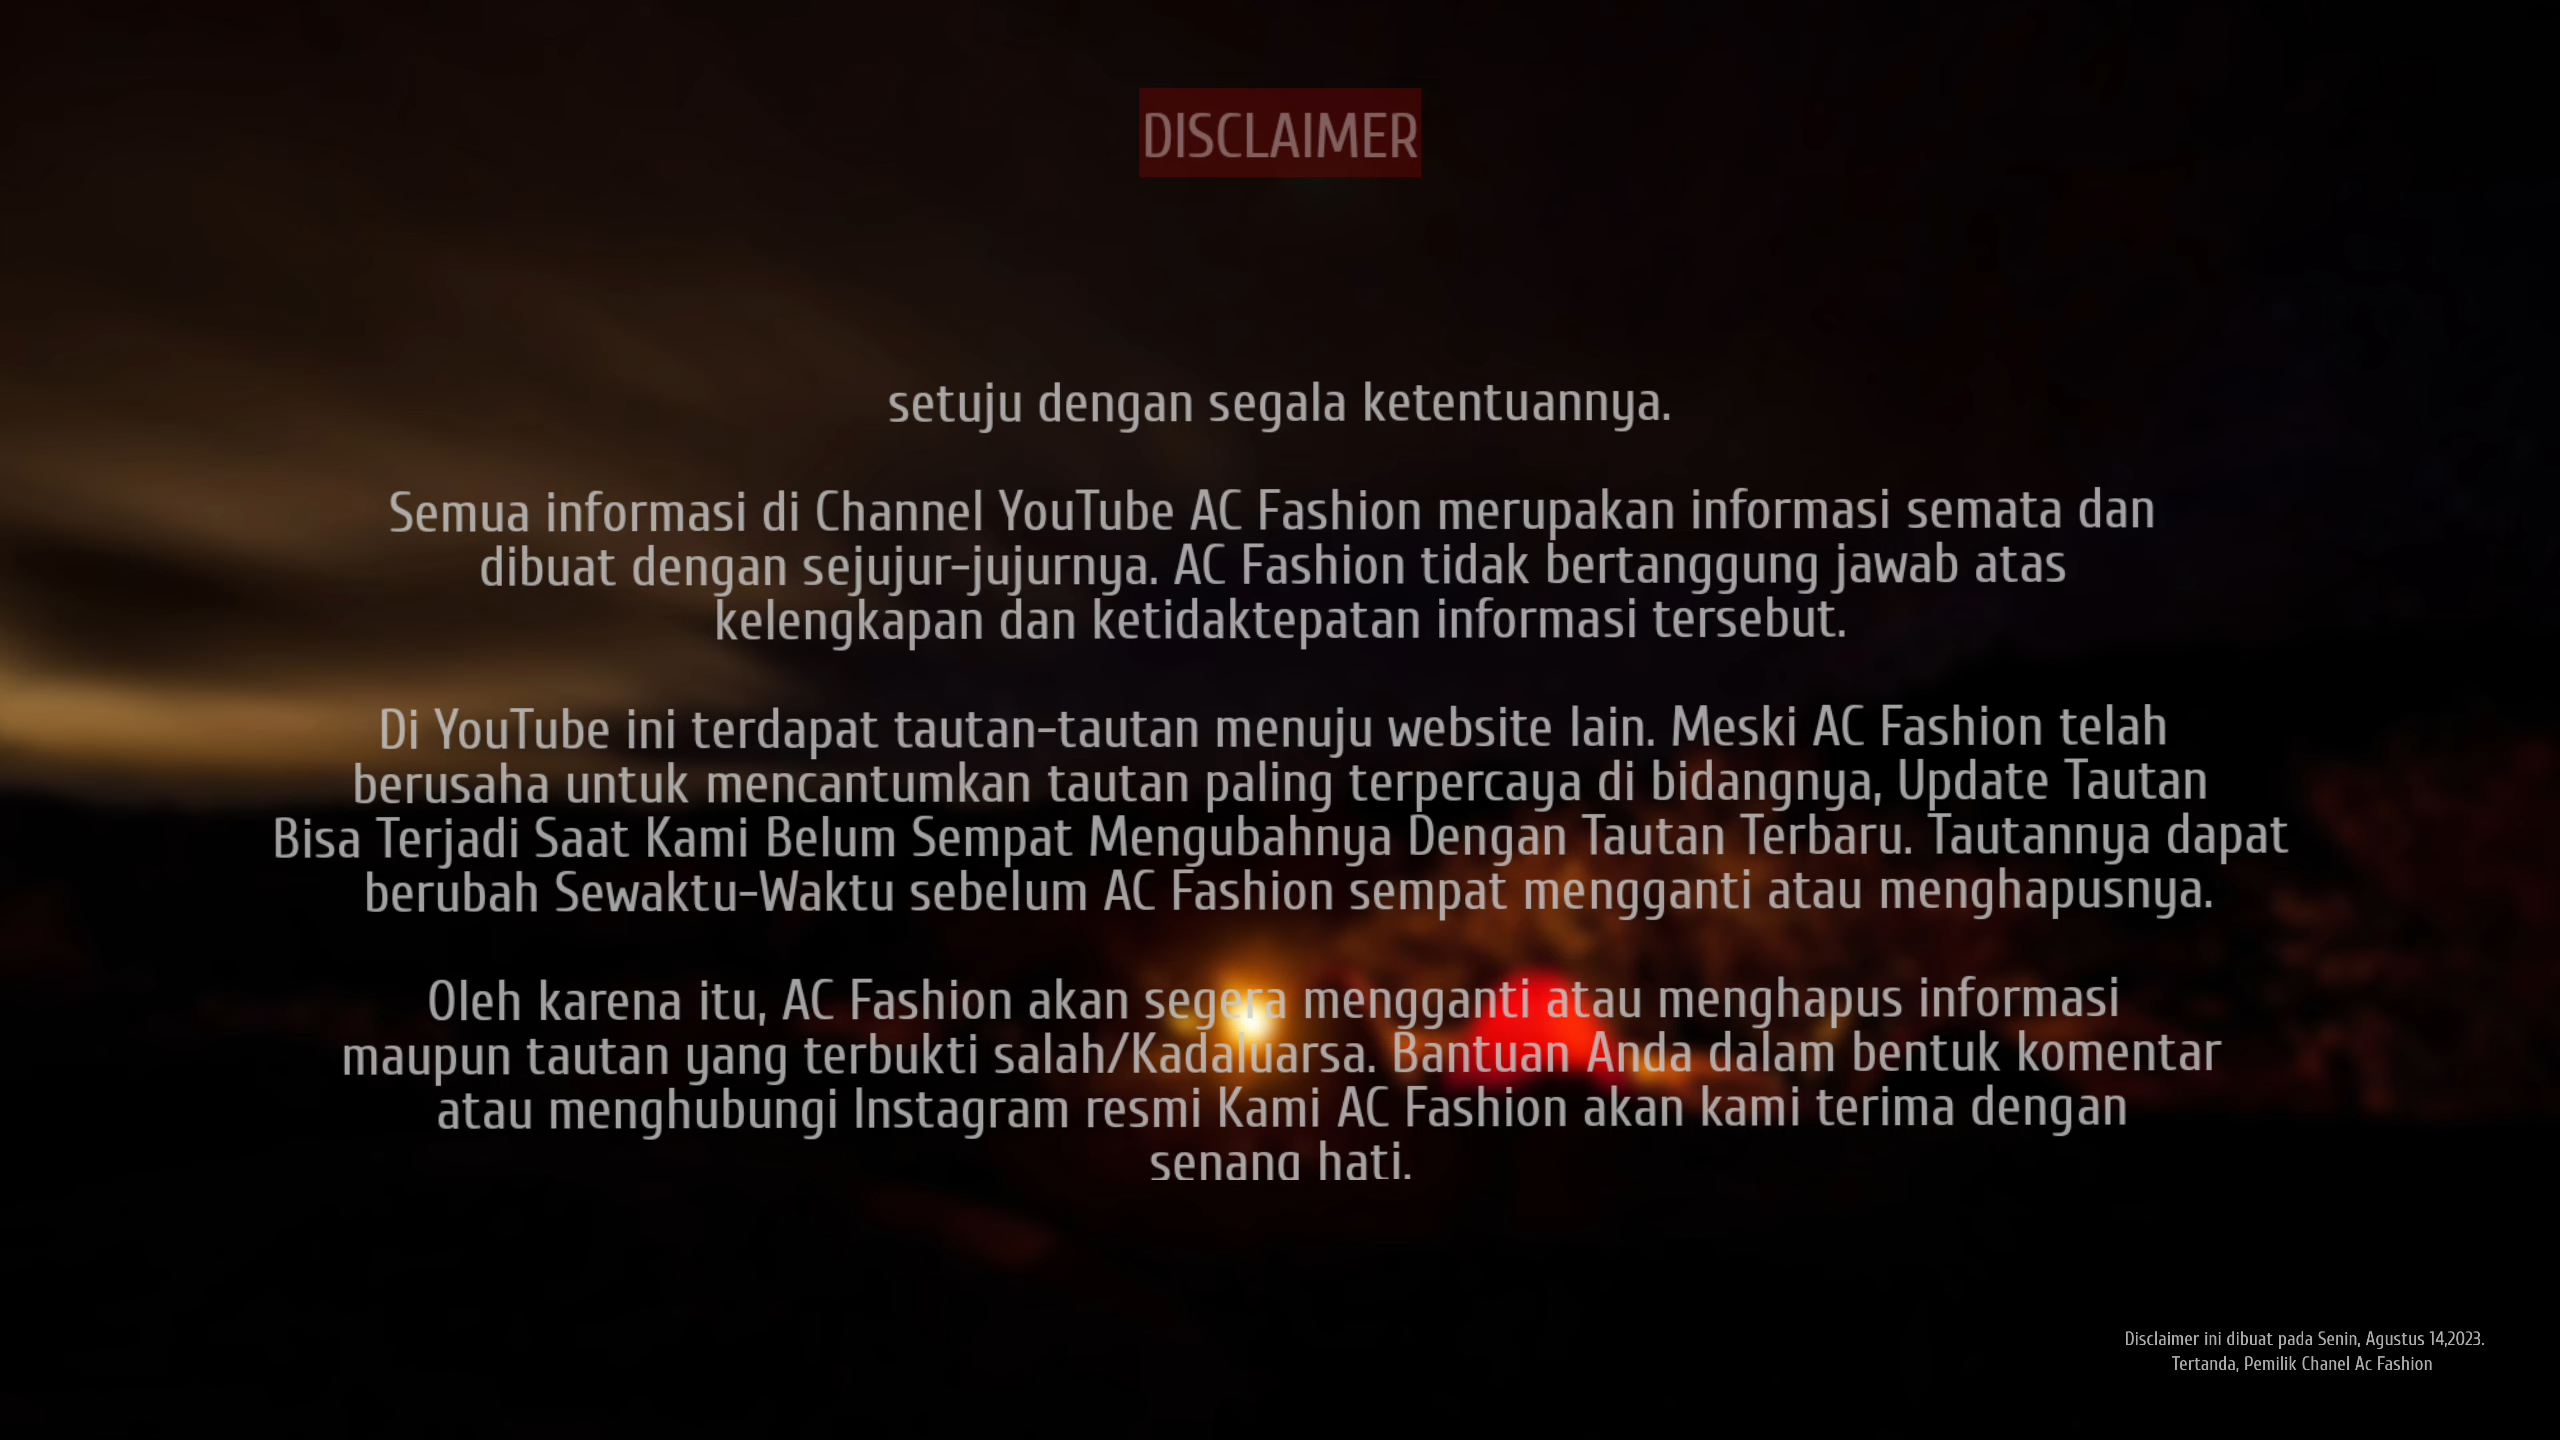 DISCLAIMER
setuju dengan segala ketentuannya.
Semua informasi di Channel YouTube AC Fashion merupakan informasi semata dan
dibuat dengan sejujur-jujurnya. AC Fashion tidak bertanggung jawab atas
kelengkapan dan ketidaktepatan informasi tersebut.
Di YouTube ini terdapat tautan-tautan menuju website lain. Meski AC Fashion telah
berusaha untuk mencantumkan tautan paling terpercaya di bidangnya, Update Tautan
Bisa Terjadi Saat Kami Belum Sempat Mengubahnya Dengan Tautan Terbaru. Tautannya dapat
berubah Sewaktu-Waktu sebelum AC Fashion sempat mengganti atau menghapusnya.
Oleh karena itu, AC Fashion akan segera mengganti atau menghapus informasi
maupun tautan yang terbukti salah/Kadaluarsa. Bantuan Anda dalam bentuk komentar
atau menghubungi Instagram resmi Kami AC Fashion akan kami terima dengan
senang hati.
Disclaimer ini dibuat pada Senin, Agustus 14,2023.
Tertanda, Pemilik Chanel Ac Fashion